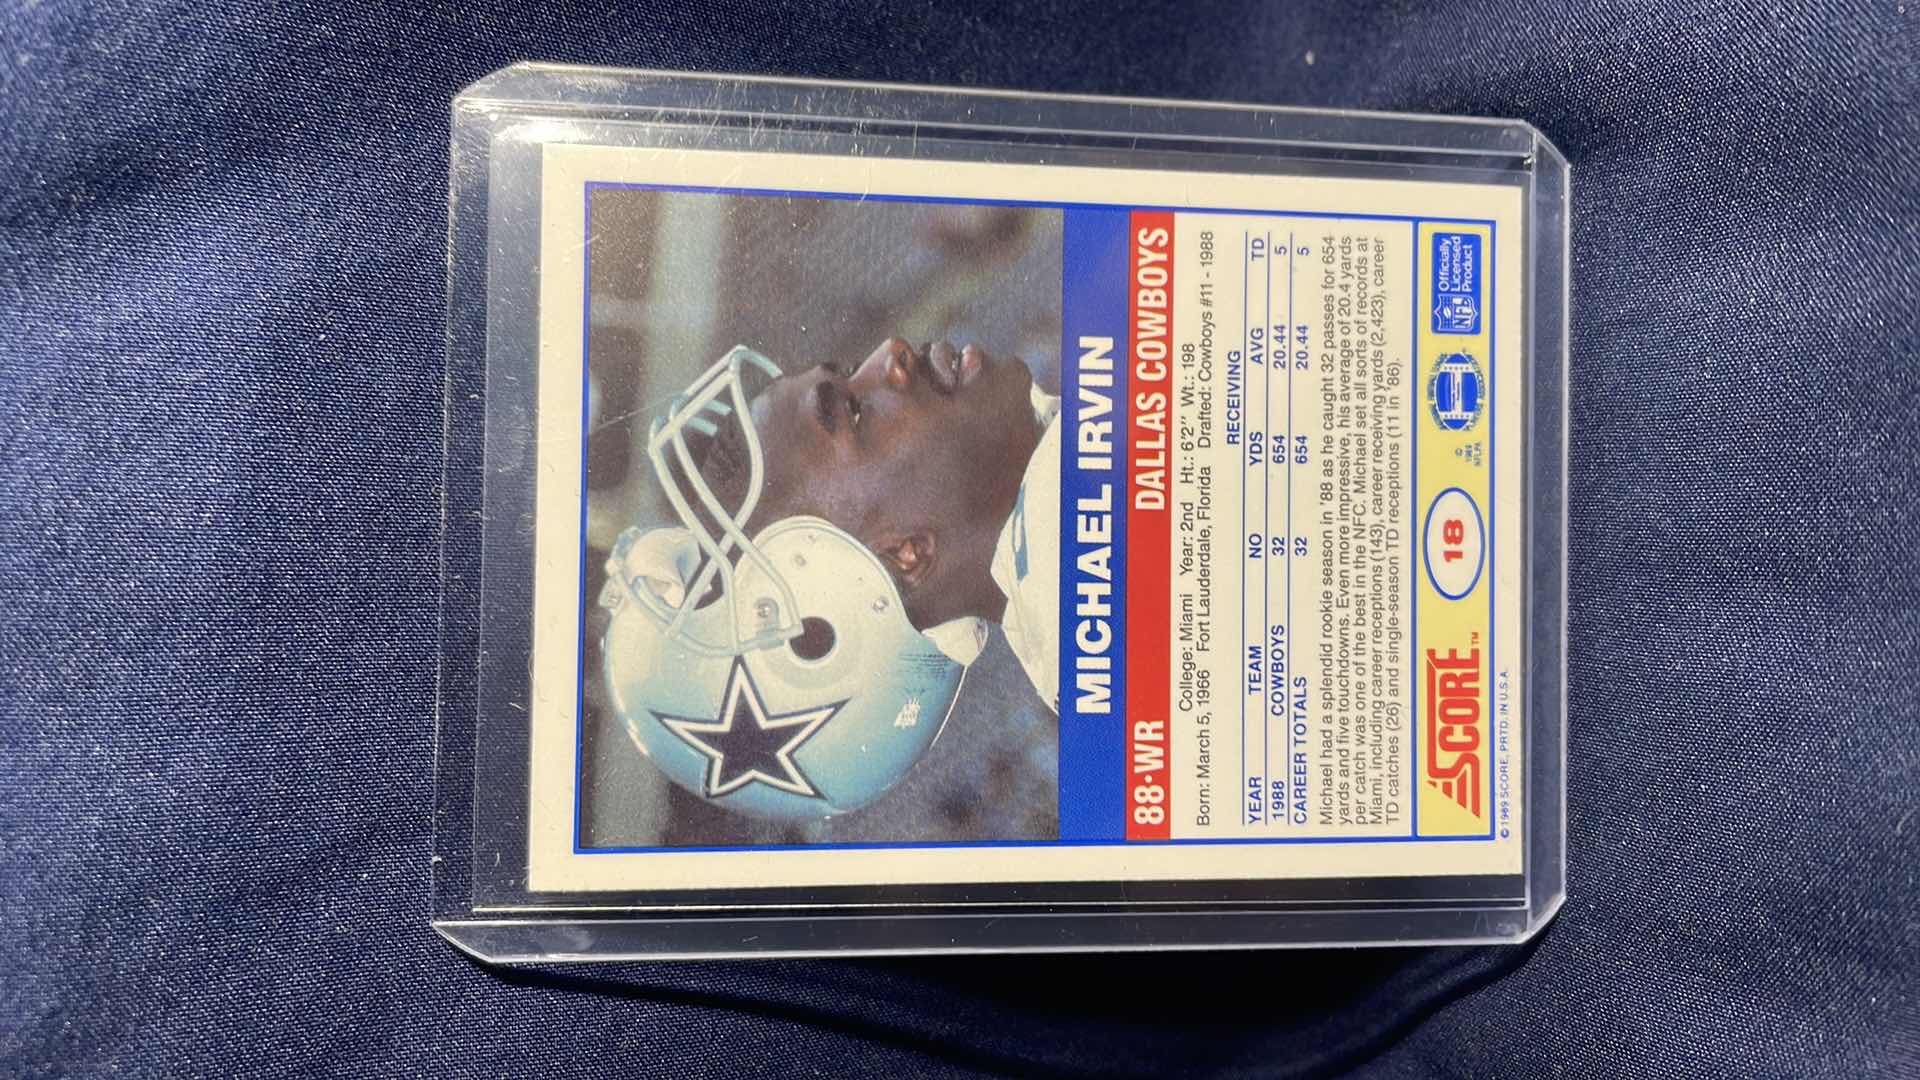 MICHAEL IRVIN
88•WR DALLAS COWBOYS
College: Miami Year: 2nd Ht.: 6'2" Wt.: 198
Born: March 5, 1966 Fort Lauderdale, Florida Drafted: Cowboys #11 - 1988
RECEIVING
YEAR TEAM NO YDS AVG TD
1988 COWBOYS 32 654 20.44 5
CAREER TOTALS 32 654 20.44 5
Michael had a splendid rookie season in '88 as he caught 32 passes for 654
yards and five touchdowns. Even more impressive, his average of 20.4 yards
per catch was one of the best in the NFC. Michael set all sorts of records at
Miami, including career receptions (143), career receiving yards (2,423), career
TD catches (26) and single-season TD receptions (11 in '86).
SCORE™ 18 © 1989 NFLPA NFL Officially Licensed Product
© 1989 SCORE, PRTD. IN U.S.A.